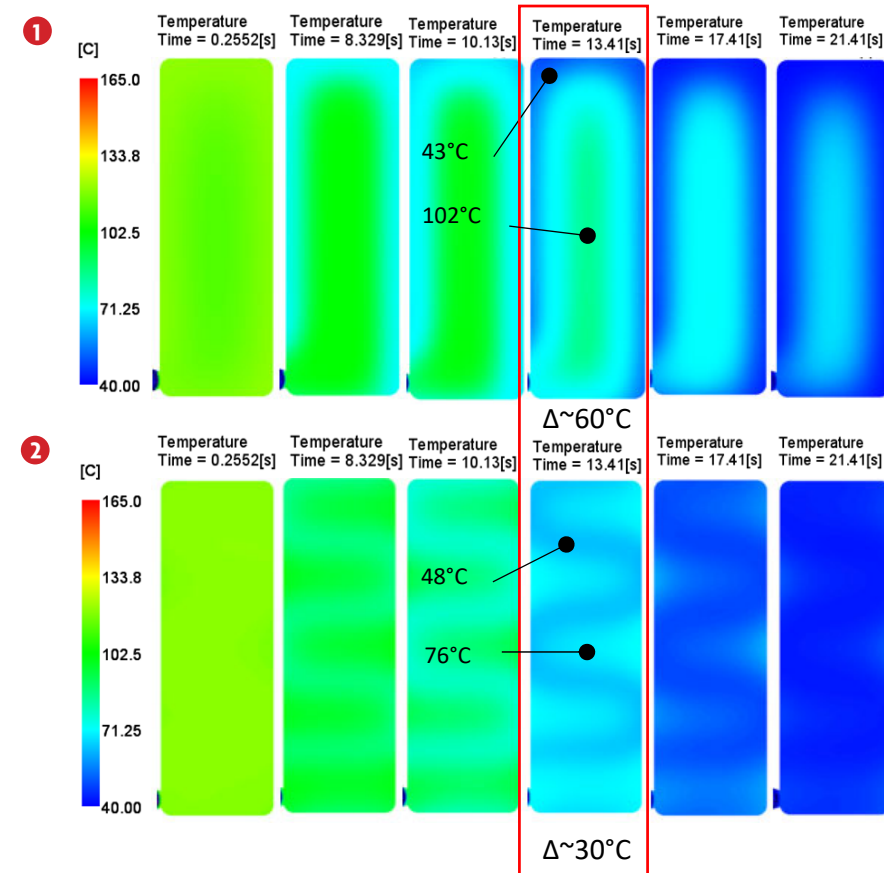 1
Temperature
Time = 0.2552[s]
Temperature
Time = 8.329[s]
Temperature
Time = 10.13[s]
Temperature
Time = 13.41[s]
Temperature
Time = 17.41[s]
Temperature
Time = 21.41[s]
[C]
165.0
133.8
102.5
71.25
40.00
43°C
102°C
Δ~60°C
2
Temperature
Time = 0.2552[s]
Temperature
Time = 8.329[s]
Temperature
Time = 10.13[s]
Temperature
Time = 13.41[s]
Temperature
Time = 17.41[s]
Temperature
Time = 21.41[s]
[C]
165.0
133.8
102.5
71.25
40.00
48°C
76°C
Δ~30°C